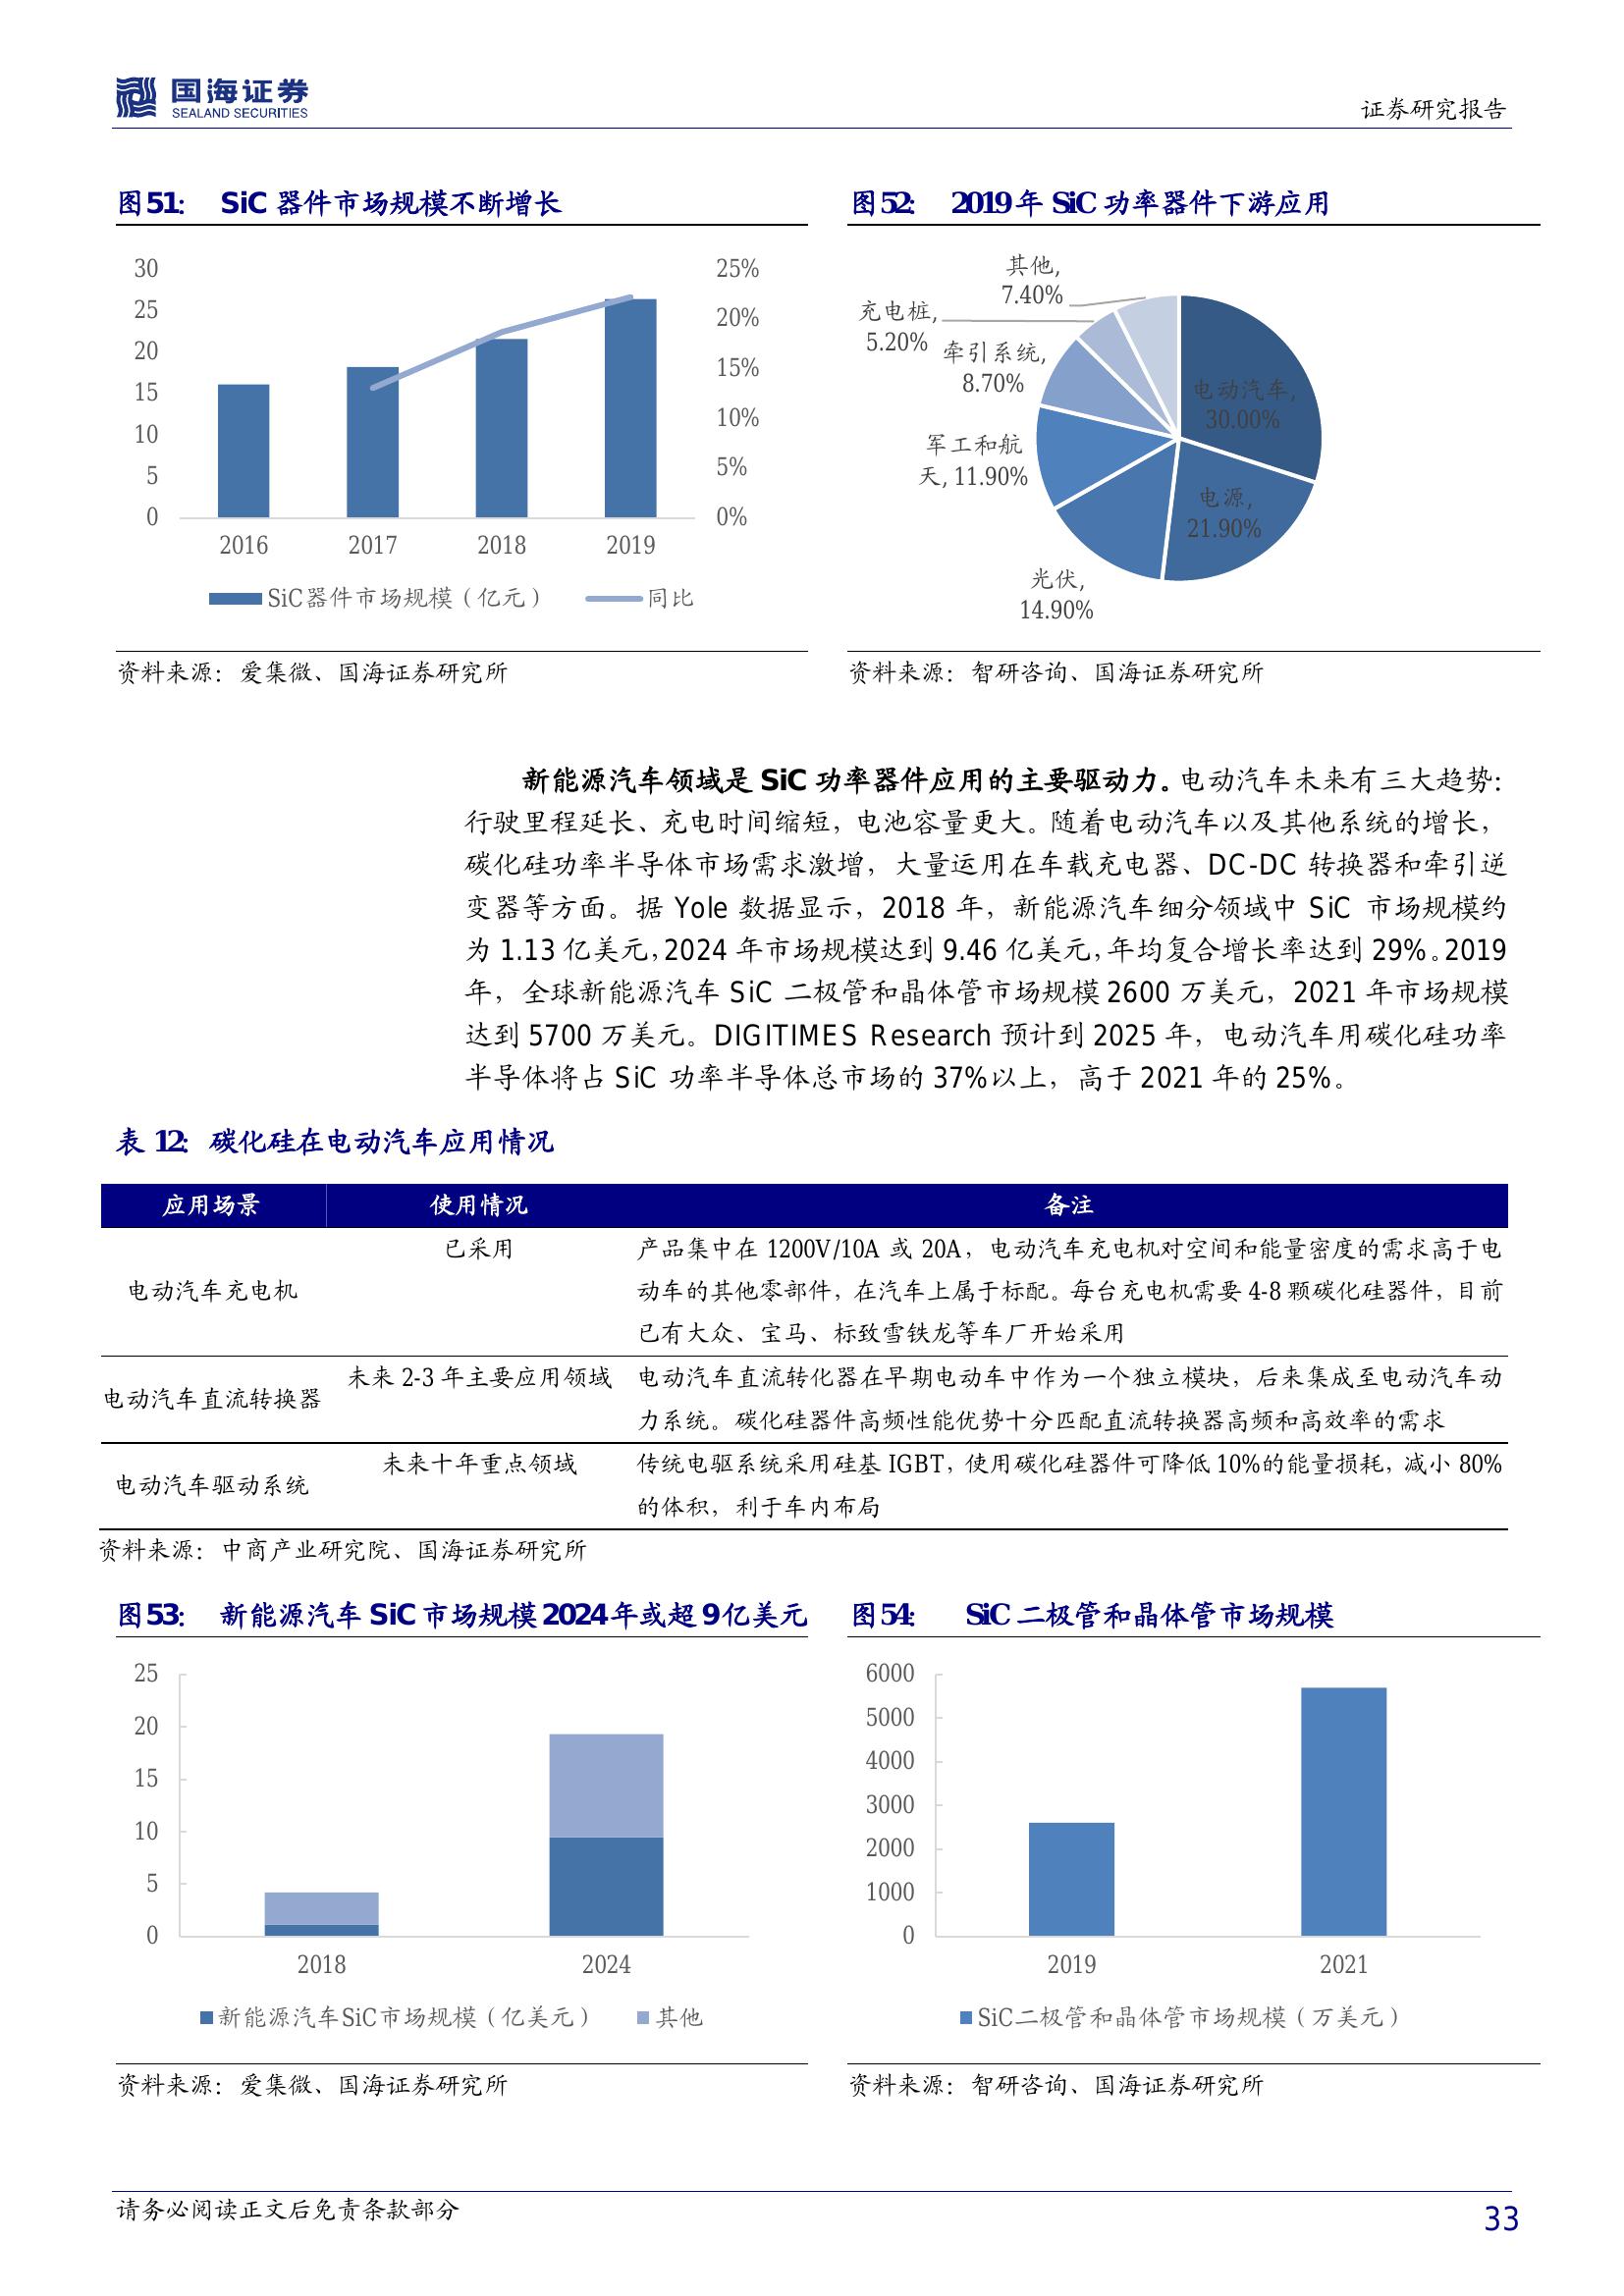 国海证券
SEALAND SECURITIES
证券研究报告
图51: SiC 器件市场规模不断增长
30
25
20
15
10
5
0
25%
20%
15%
10%
5%
0%
2016 2017 2018 2019
SiC器件市场规模（亿元） 同比
资料来源：爱集微、国海证券研究所
图52: 2019年 SiC 功率器件下游应用
其他,
7.40%
充电桩,
5.20%
牵引系统,
8.70%
军工和航
天, 11.90%
光伏,
14.90%
电动汽车,
30.00%
电源,
21.90%
资料来源：智研咨询、国海证券研究所
新能源汽车领域是 SiC 功率器件应用的主要驱动力。电动汽车未来有三大趋势：
行驶里程延长、充电时间缩短，电池容量更大。随着电动汽车以及其他系统的增长，
碳化硅功率半导体市场需求激增，大量运用在车载充电器、DC-DC 转换器和牵引逆
变器等方面。据 Yole 数据显示，2018 年，新能源汽车细分领域中 SiC 市场规模约
为 1.13 亿美元，2024 年市场规模达到 9.46 亿美元，年均复合增长率达到 29%。2019
年，全球新能源汽车 SiC 二极管和晶体管市场规模 2600 万美元，2021 年市场规模
达到 5700 万美元。DIGITIMES Research 预计到 2025 年，电动汽车用碳化硅功率
半导体将占 SiC 功率半导体总市场的 37%以上，高于 2021 年的 25%。
表 12: 碳化硅在电动汽车应用情况
应用场景 使用情况 备注
电动汽车充电机 已采用 产品集中在 1200V/10A 或 20A，电动汽车充电机对空间和能量密度的需求高于电
动车的其他零部件，在汽车上属于标配。每台充电机需要 4-8 颗碳化硅器件，目前
已有大众、宝马、标致雪铁龙等车厂开始采用
电动汽车直流转换器 未来 2-3 年主要应用领域 电动汽车直流转化器在早期电动车中作为一个独立模块，后来集成至电动汽车动
力系统。碳化硅器件高频性能优势十分匹配直流转换器高频和高效率的需求
电动汽车驱动系统 未来十年重点领域 传统电驱系统采用硅基 IGBT，使用碳化硅器件可降低 10%的能量损耗，减小 80%
的体积，利于车内布局
资料来源：中商产业研究院、国海证券研究所
图53: 新能源汽车 SiC 市场规模 2024年或超 9亿美元
25
20
15
10
5
0
2018 2024
新能源汽车SiC市场规模（亿美元） 其他
资料来源：爱集微、国海证券研究所
图54: SiC 二极管和晶体管市场规模
6000
5000
4000
3000
2000
1000
0
2019 2021
SiC二极管和晶体管市场规模（万美元）
资料来源：智研咨询、国海证券研究所
请务必阅读正文后免责条款部分
33